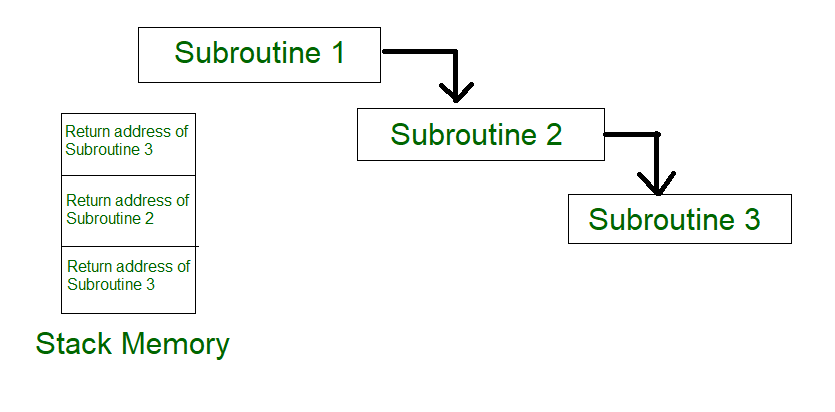 Subroutine 1
Subroutine 2
Subroutine 3
Return address of
Subroutine 3
Return address of
Subroutine 2
Return address of
Subroutine 3
Stack Memory